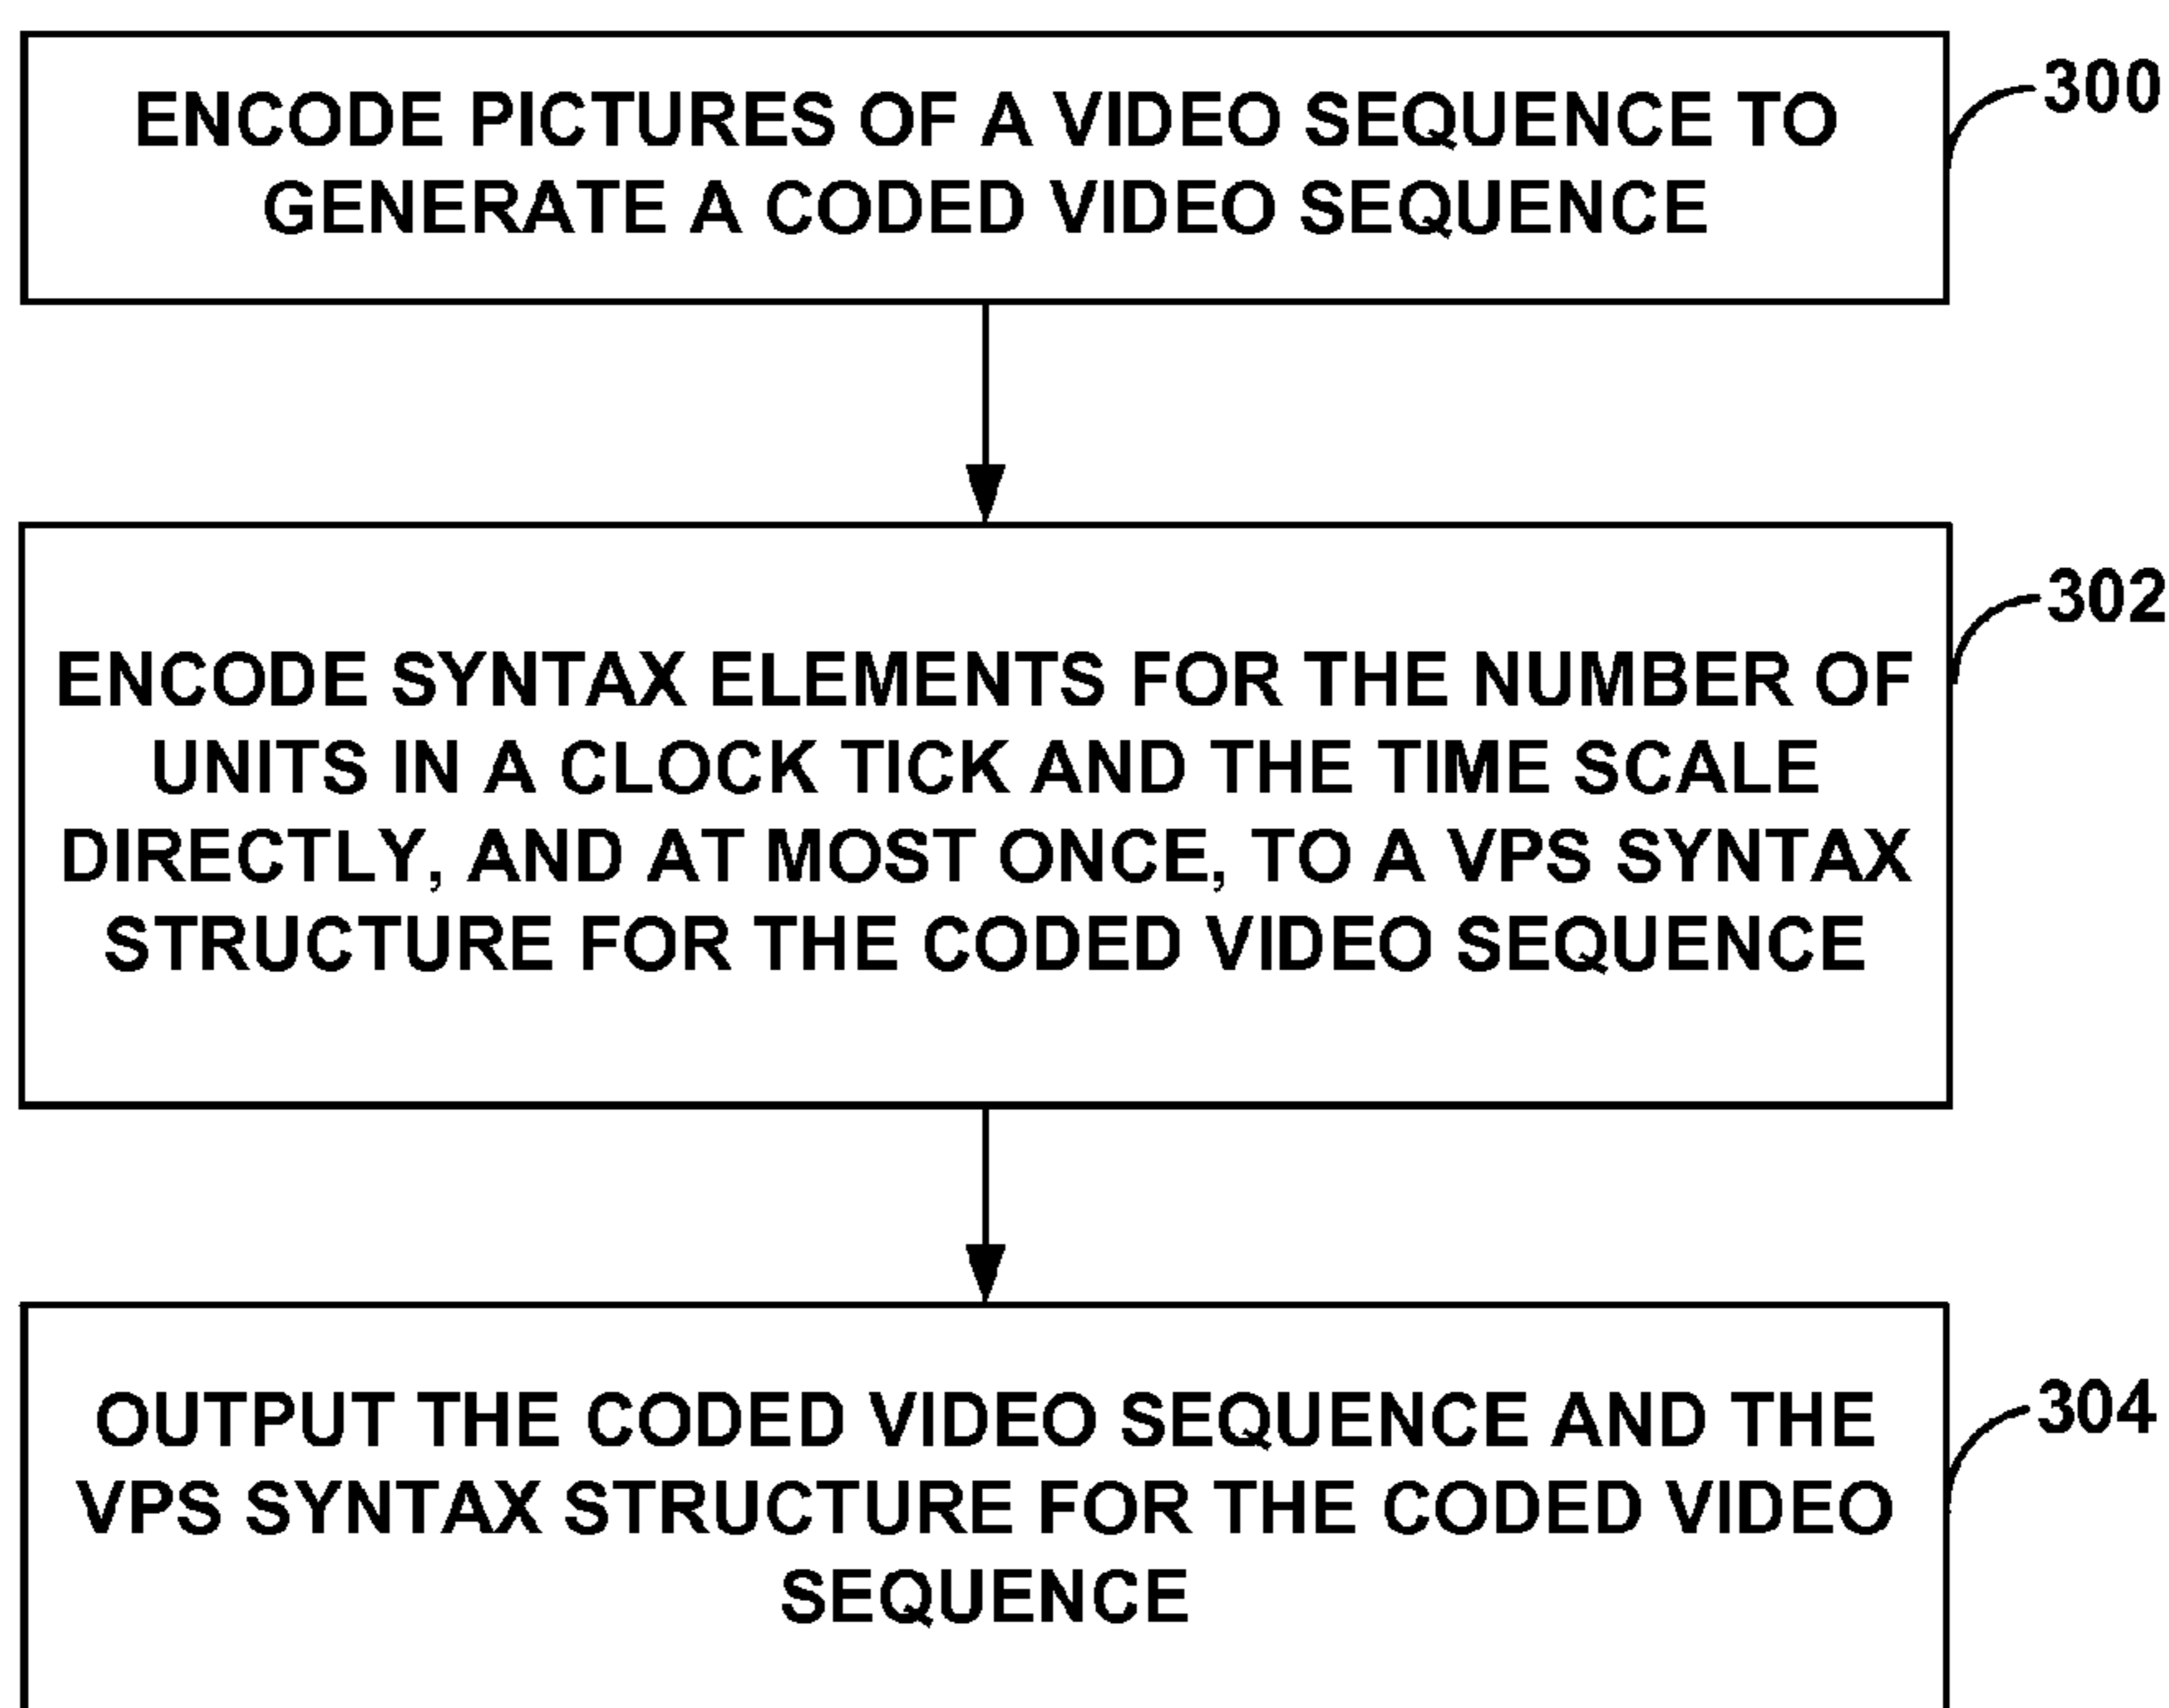 ENCODE PICTURES OF A VIDEO SEQUENCE TO
GENERATE A CODED VIDEO SEQUENCE
300
ENCODE SYNTAX ELEMENTS FOR THE NUMBER OF
UNITS IN A CLOCK TICK AND THE TIME SCALE
DIRECTLY, AND AT MOST ONCE, TO A VPS SYNTAX
STRUCTURE FOR THE CODED VIDEO SEQUENCE
302
OUTPUT THE CODED VIDEO SEQUENCE AND THE
VPS SYNTAX STRUCTURE FOR THE CODED VIDEO
SEQUENCE
304